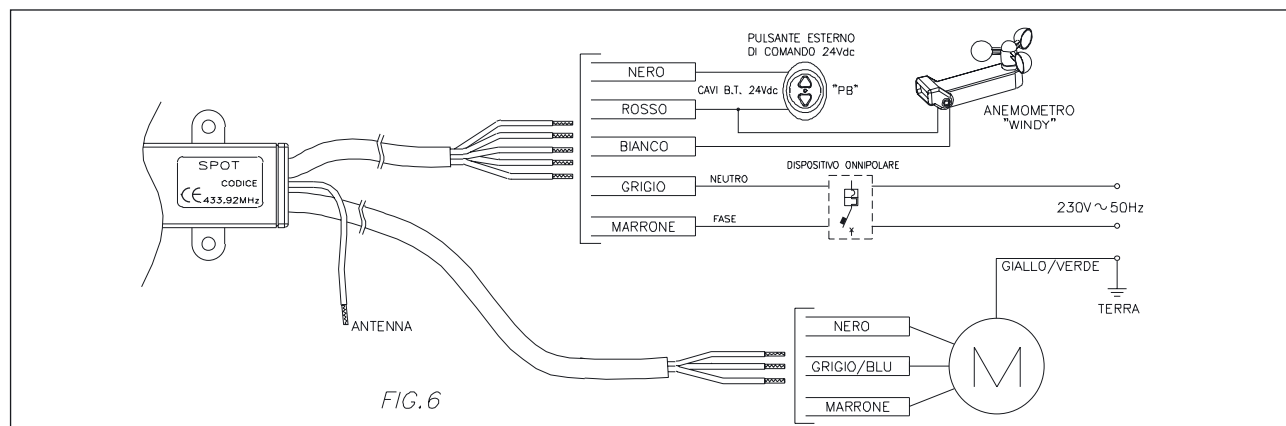 PULSANTE ESTERNO
DI COMANDO 24Vdc
NERO
CAVI B.T. 24Vdc
"PB"
ROSSO
ANEMOMETRO
"WINDY"
BIANCO
SPOT
CODICE
CE 433.92MHz
DISPOSITIVO ONNIPOLARE
GRIGIO
NEUTRO
230V ~ 50Hz
MARRONE
FASE
GIALLO/VERDE
TERRA
ANTENNA
NERO
GRIGIO/BLU
M
MARRONE
FIG.6